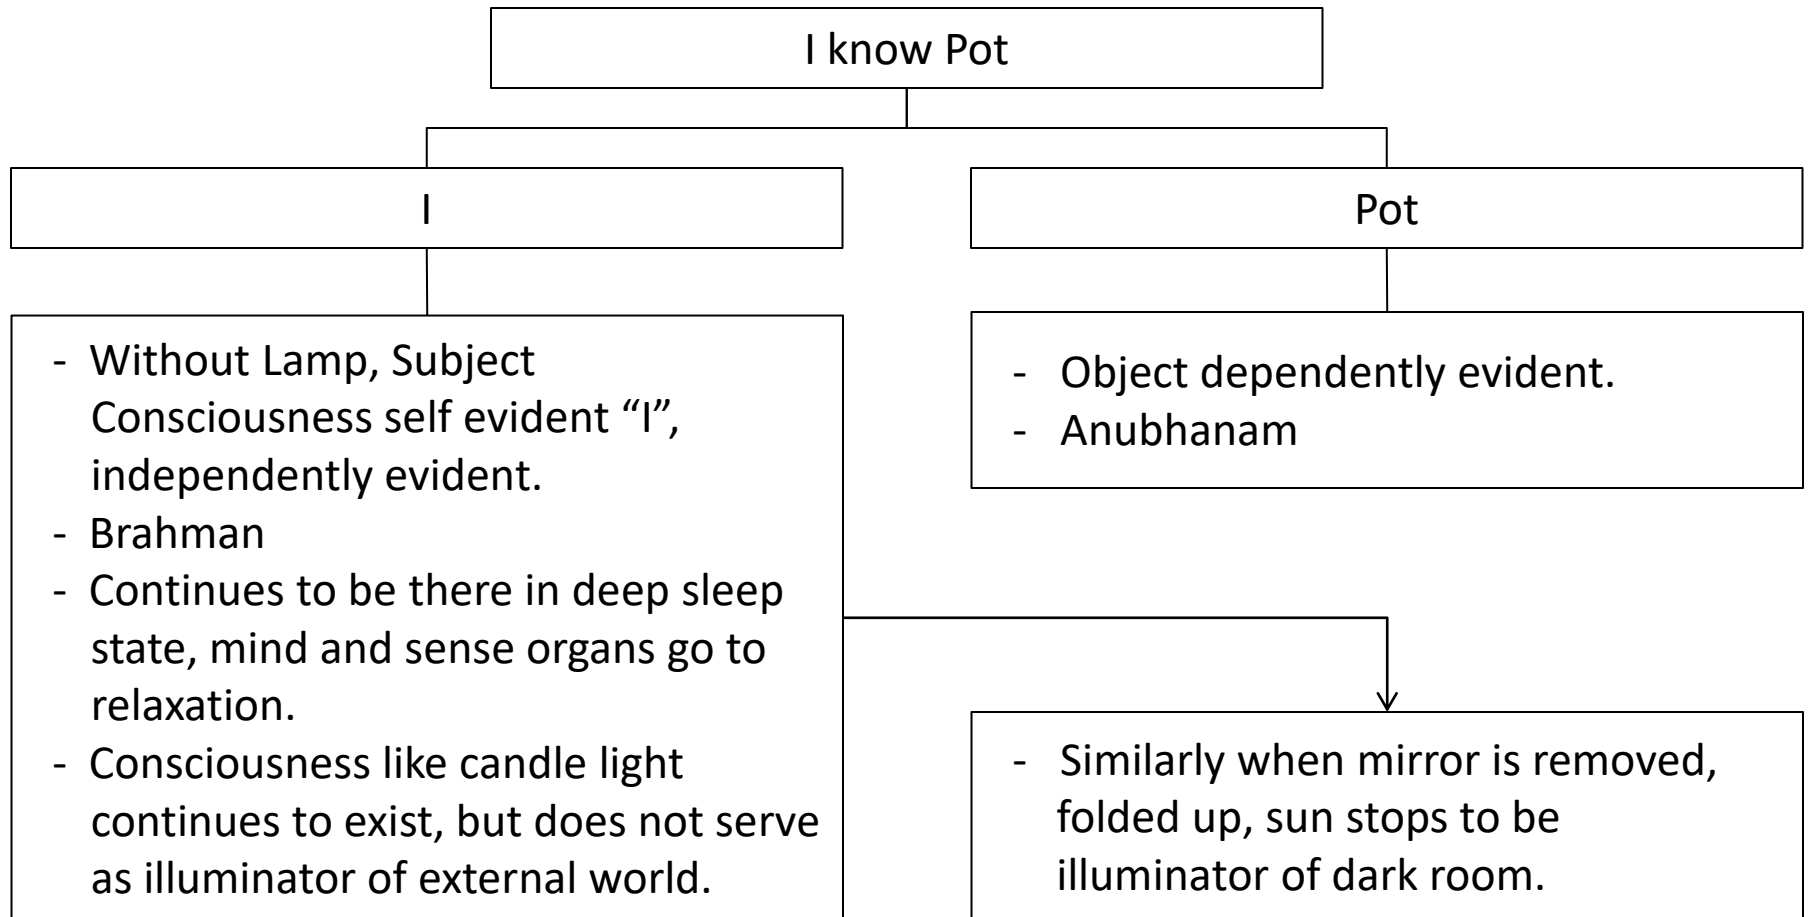 I know Pot
I
Pot
- Without Lamp, Subject
Consciousness self evident “I”,
independently evident.
- Brahman
- Continues to be there in deep sleep
state, mind and sense organs go to
relaxation.
- Consciousness like candle light
continues to exist, but does not serve
as illuminator of external world.
- Object dependently evident.
- Anubhanam
- Similarly when mirror is removed,
folded up, sun stops to be
illuminator of dark room.